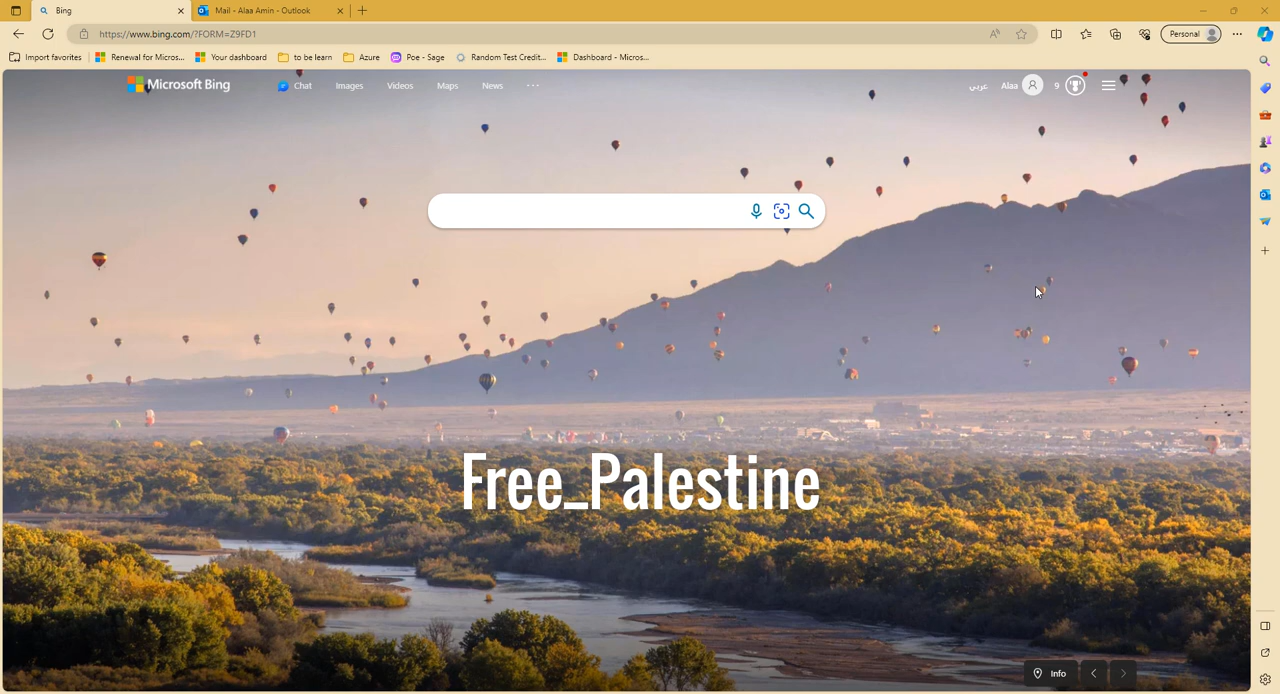 Bing
Mail - Alaa Amin - Outlook
https://www.bing.com/?FORM=Z9FD1
Personal
Import favorites
Renewal for Micros...
Your dashboard
to be learn
Azure
Poe - Sage
Random Test Credit...
Dashboard - Micros...
Microsoft Bing
Chat
Images
Videos
Maps
News
عربي
Alaa
9
Free_Palestine
Info